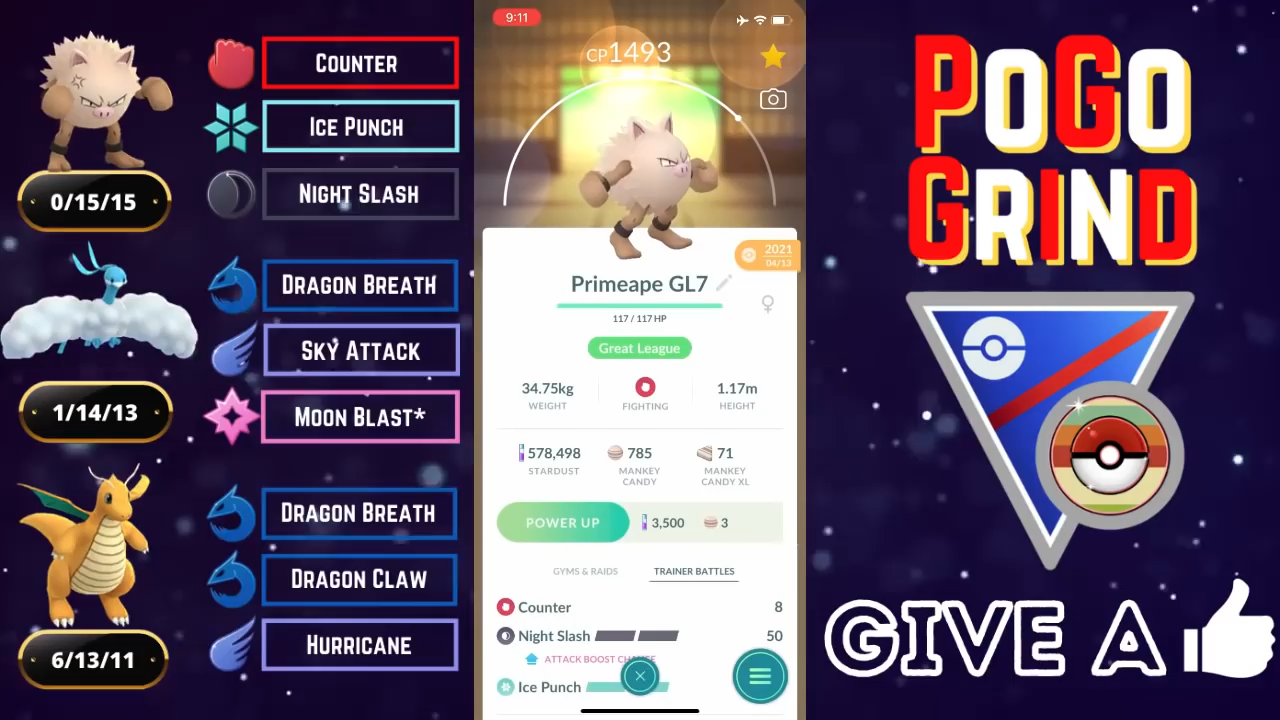 COUNTER
ICE PUNCH
NIGHT SLASH
0/15/15
DRAGON BREATH
SKY ATTACK
MOON BLAST*
1/14/13
DRAGON BREATH
DRAGON CLAW
HURRICANE
6/13/11
9:11
CP1493
2021
04/13
Primeape GL7
117 / 117 HP
Great League
34.75kg
WEIGHT
FIGHTING
1.17m
HEIGHT
578,498
STARDUST
785
MANKEY
CANDY
71
MANKEY
CANDY XL
POWER UP
3,500
3
GYMS & RAIDS
TRAINER BATTLES
Counter 8
Night Slash 50
ATTACK BOOST CHANCE
Ice Punch
POGO
GRIND
GIVE A